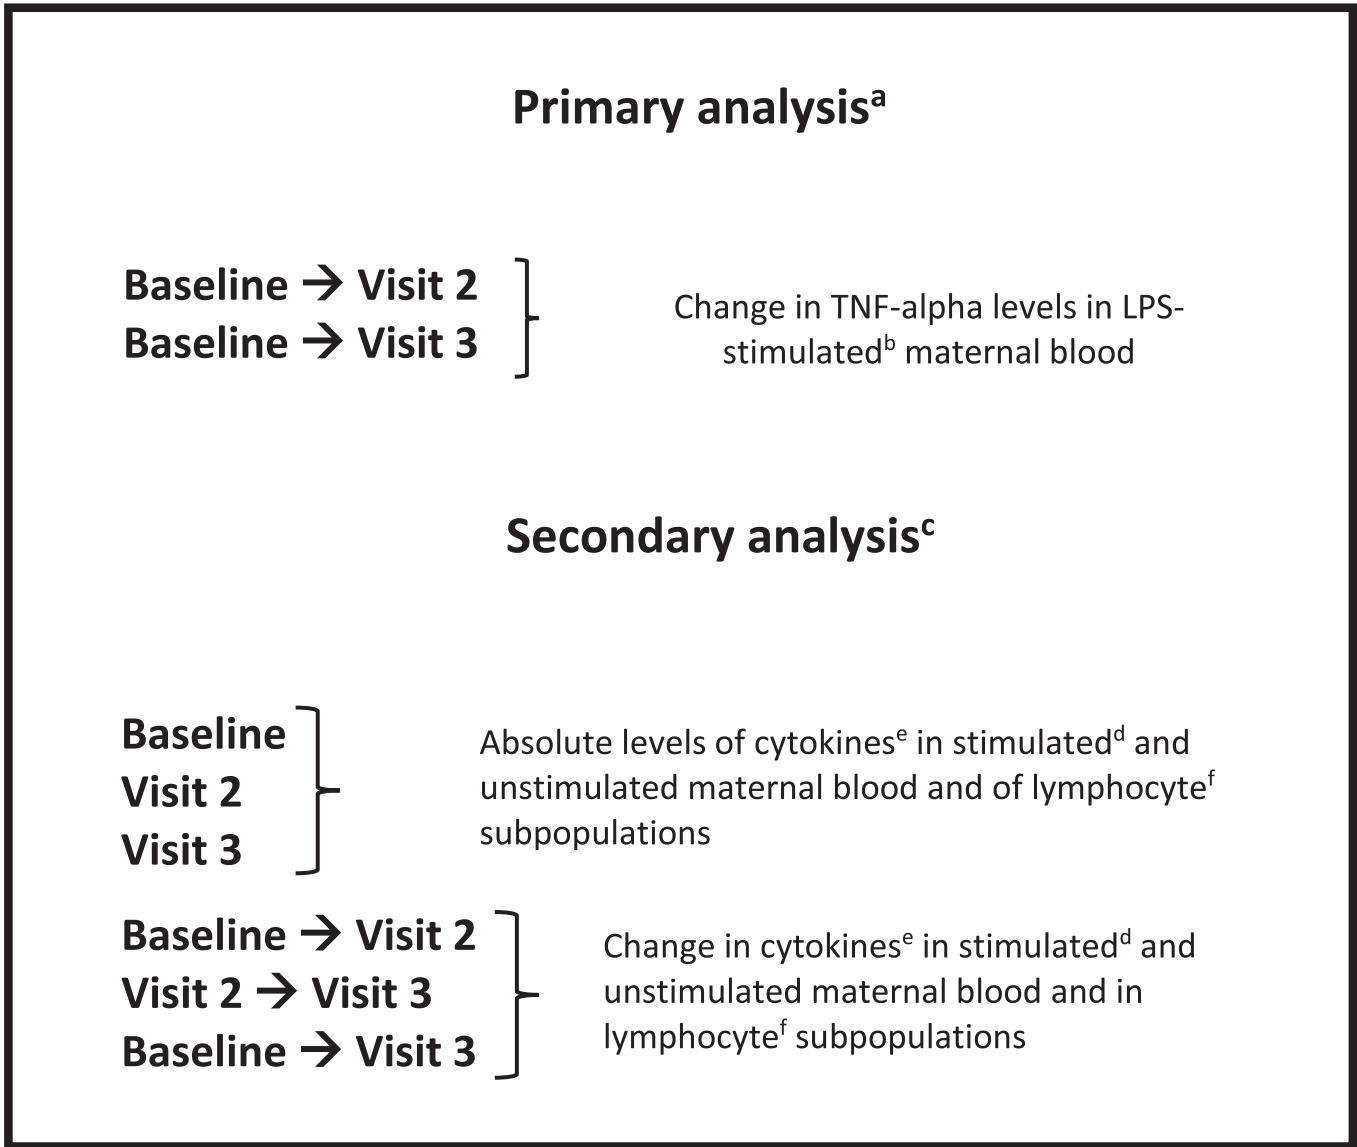 Primary analysisᵃ
Baseline → Visit 2
Baseline → Visit 3
Change in TNF-alpha levels in LPS-
stimulatedᵇ maternal blood
Secondary analysisᶜ
Baseline
Visit 2
Visit 3
Absolute levels of cytokinesᵉ in stimulatedᵈ and
unstimulated maternal blood and of lymphocyteᶠ
subpopulations
Baseline → Visit 2
Visit 2 → Visit 3
Baseline → Visit 3
Change in cytokinesᵉ in stimulatedᵈ and
unstimulated maternal blood and in
lymphocyteᶠ subpopulations